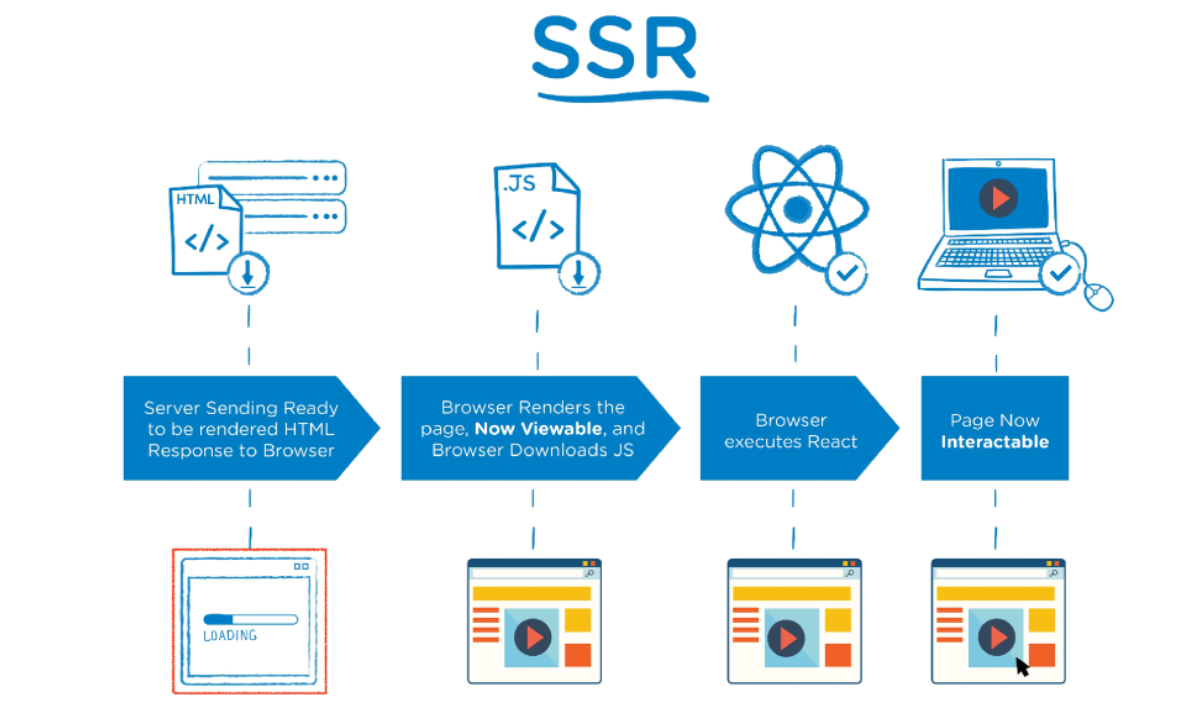 SSR
HTML
</>
.JS
</>
Server Sending Ready
to be rendered HTML
Response to Browser
Browser Renders the
page, Now Viewable, and
Browser Downloads JS
Browser
executes React
Page Now
Interactable
LOADING